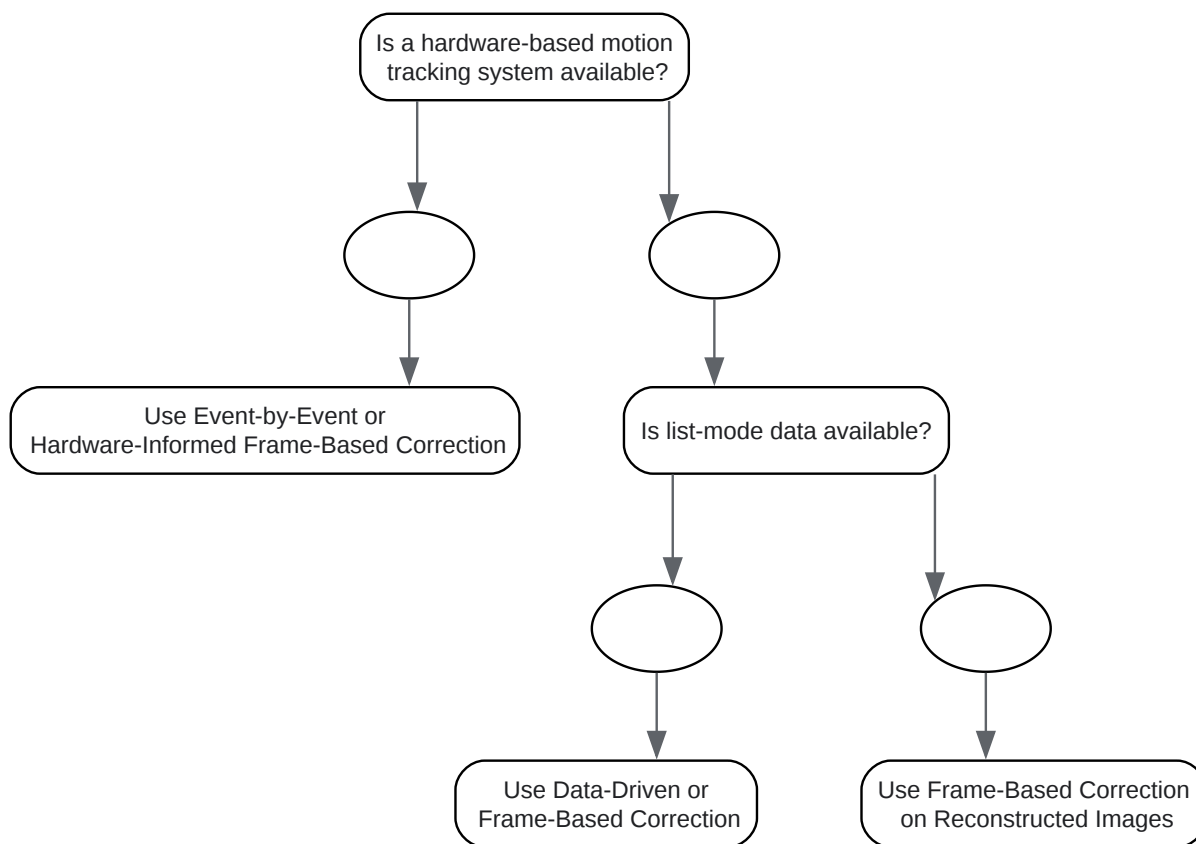 Is a hardware-based motion
tracking system available?
Use Event-by-Event or
Hardware-Informed Frame-Based Correction
Is list-mode data available?
Use Data-Driven or
Frame-Based Correction
Use Frame-Based Correction
on Reconstructed Images